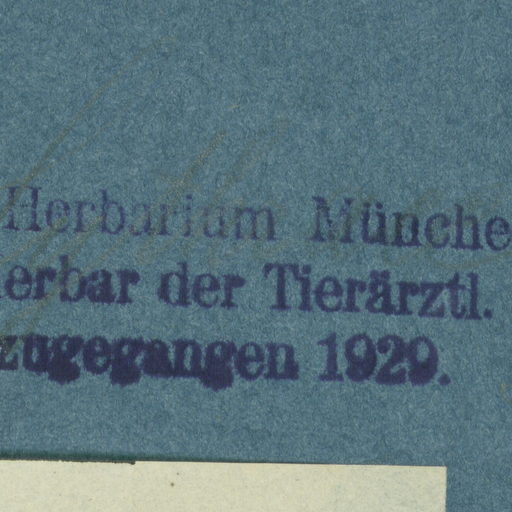 Herbarium Münche
erbar der Tierärztl.
zugegangen 1929.